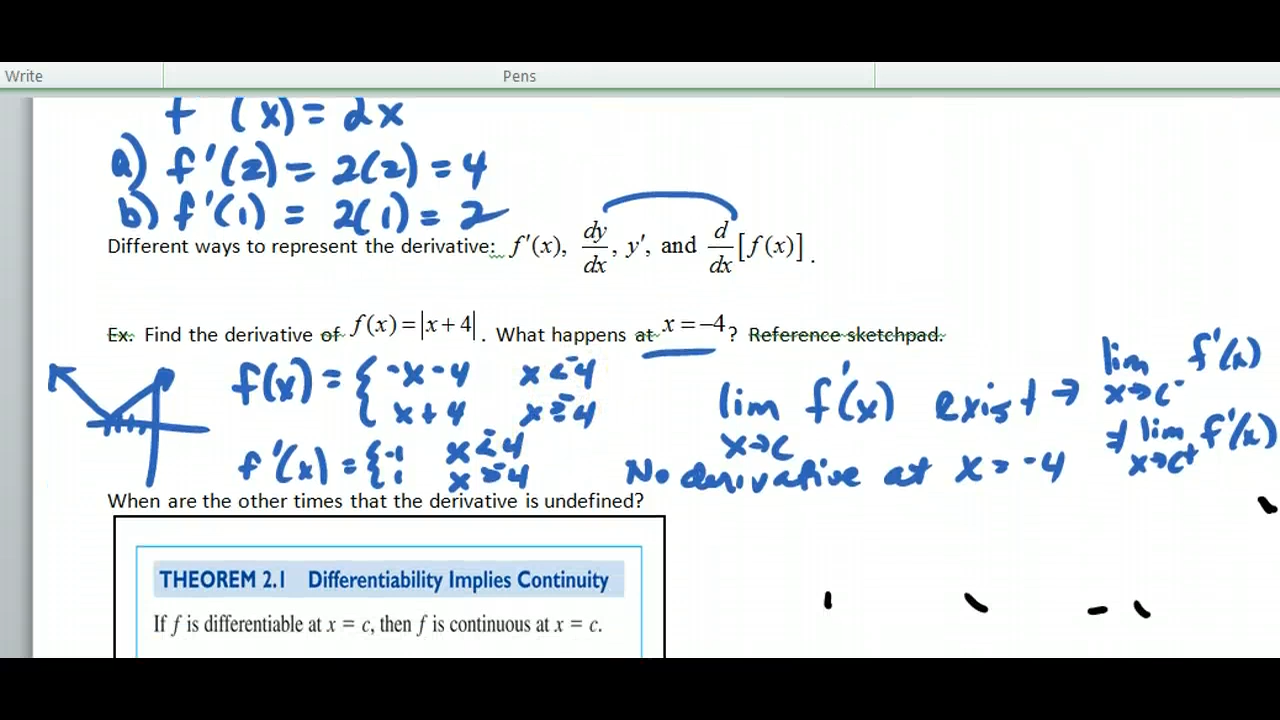 Write Pens
f'(x) = 2x
a) f'(2) = 2(2) = 4
b) f'(1) = 2(1) = 2
Different ways to represent the derivative: f'(x), dy/dx, y', and d/dx [f(x)].
Ex. Find the derivative of f(x) = |x + 4|. What happens at x = -4? Reference sketchpad.
f(x) = { -x - 4 x < -4
x + 4 x ≥ -4
f'(x) = { -1 x < -4
1 x > -4
lim x→c f'(x) exist → lim x→c⁻ f'(x)
≠ lim x→c⁺ f'(x)
No derivative at x = -4
When are the other times that the derivative is undefined?
THEOREM 2.1 Differentiability Implies Continuity
If f is differentiable at x = c, then f is continuous at x = c.